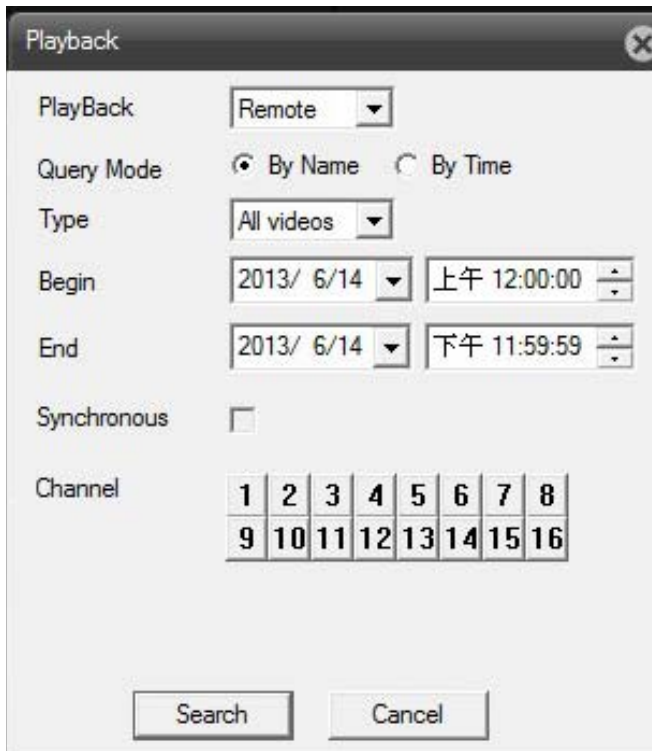 Playback
PlayBack Remote
Query Mode By Name By Time
Type All videos
Begin 2013/ 6/14 上午 12:00:00
End 2013/ 6/14 下午 11:59:59
Synchronous
Channel 1 2 3 4 5 6 7 8
9 10 11 12 13 14 15 16
Search Cancel